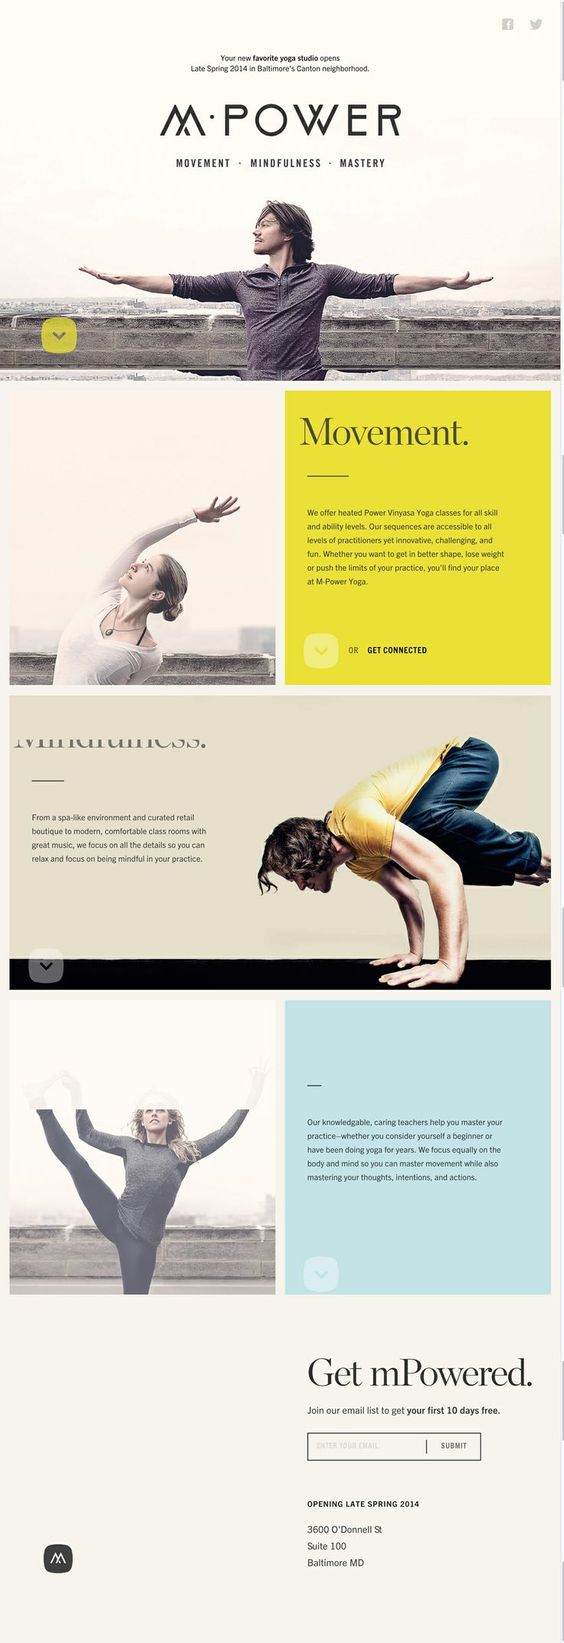 Your new favorite yoga studio opens
Late Spring 2014 in Baltimore's Canton neighborhood.
M·POWER
MOVEMENT · MINDFULNESS · MASTERY
Movement.
We offer heated Power Vinyasa Yoga classes for all skill
and ability levels. Our sequences are accessible to all
levels of practitioners yet innovative, challenging, and
fun. Whether you want to get in better shape, lose weight
or push the limits of your practice, you'll find your place
at M-Power Yoga.
OR GET CONNECTED
Mindfulness.
From a spa-like environment and curated retail
boutique to modern, comfortable class rooms with
great music, we focus on all the details so you can
relax and focus on being mindful in your practice.
Our knowledgable, caring teachers help you master your
practice–whether you consider yourself a beginner or
have been doing yoga for years. We focus equally on the
body and mind so you can master movement while also
mastering your thoughts, intentions, and actions.
Get mPowered.
Join our email list to get your first 10 days free.
ENTER YOUR EMAIL
SUBMIT
OPENING LATE SPRING 2014
3600 O'Donnell St
Suite 100
Baltimore MD
M